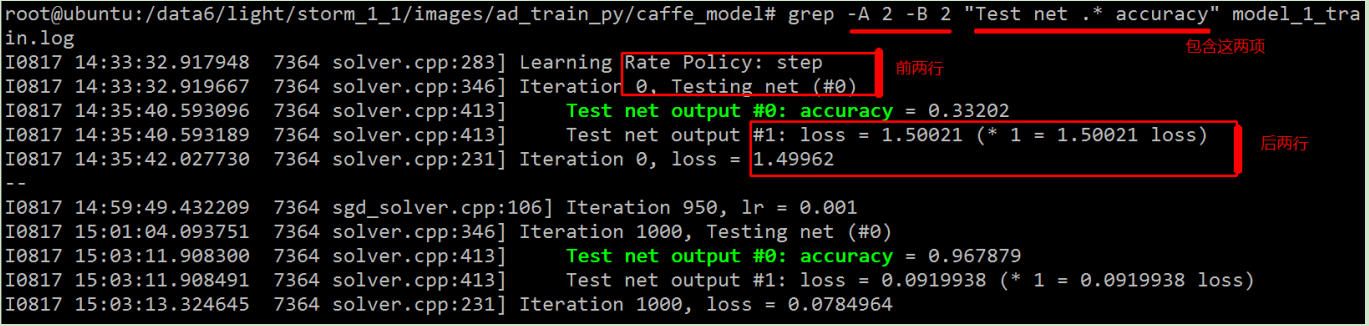 root@ubuntu:/data6/light/storm_1_1/images/ad_train_py/caffe_model# grep -A 2 -B 2 "Test net .* accuracy" model_1_tra
in.log
包含这两项
I0817 14:33:32.917948  7364 solver.cpp:283] Learning Rate Policy: step
前两行
I0817 14:33:32.919667  7364 solver.cpp:346] Iteration 0, Testing net (#0)
I0817 14:35:40.593096  7364 solver.cpp:413]     Test net output #0: accuracy = 0.33202
I0817 14:35:40.593189  7364 solver.cpp:413]     Test net output #1: loss = 1.50021 (* 1 = 1.50021 loss)
后两行
I0817 14:35:42.027730  7364 solver.cpp:231] Iteration 0, loss = 1.49962
--
I0817 14:59:49.432209  7364 sgd_solver.cpp:106] Iteration 950, lr = 0.001
I0817 15:01:04.093751  7364 solver.cpp:346] Iteration 1000, Testing net (#0)
I0817 15:03:11.908300  7364 solver.cpp:413]     Test net output #0: accuracy = 0.967879
I0817 15:03:11.908491  7364 solver.cpp:413]     Test net output #1: loss = 0.0919938 (* 1 = 0.0919938 loss)
I0817 15:03:13.324645  7364 solver.cpp:231] Iteration 1000, loss = 0.0784964